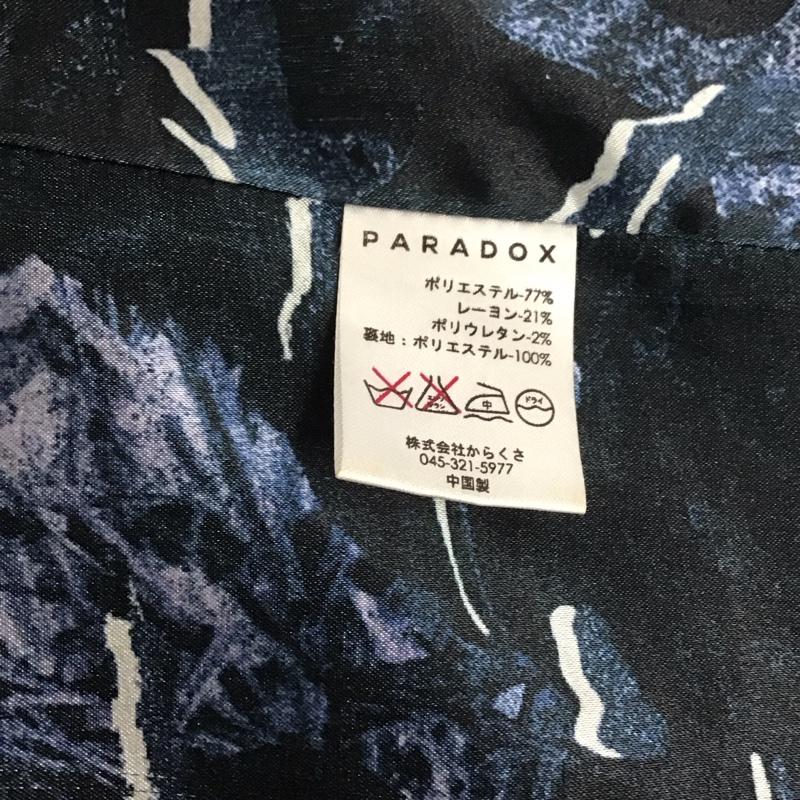 PARADOX
ポリエステル-77%
レーヨン-21%
ポリウレタン-2%
裏地：ポリエステル-100%
中
ドライ
株式会社からくさ
045-321-5977
中国製